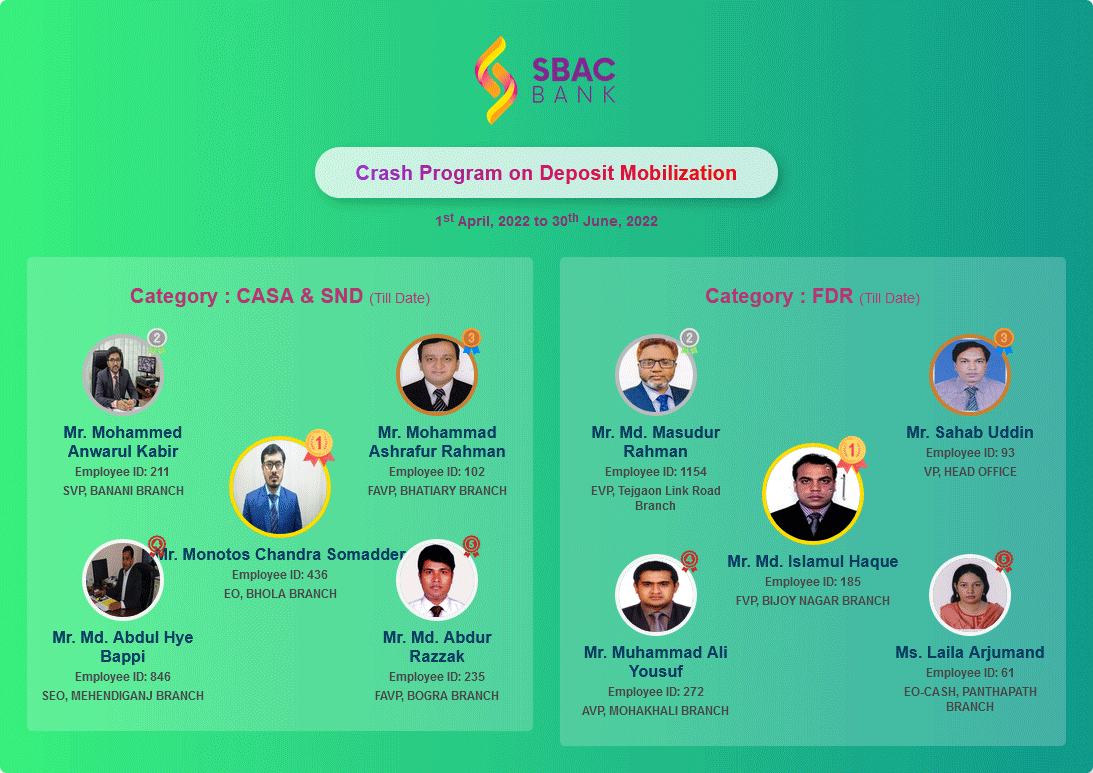 SBAC
BANK
Crash Program on Deposit Mobilization
1st April, 2022 to 30th June, 2022
Category : CASA & SND (Till Date)
2
Mr. Mohammed
Anwarul Kabir
Employee ID: 211
SVP, BANANI BRANCH
3
Mr. Mohammad
Ashrafur Rahman
Employee ID: 102
FAVP, BHATIARY BRANCH
1
Mr. Monotos Chandra Somadder
Employee ID: 436
EO, BHOLA BRANCH
4
Mr. Md. Abdul Hye
Bappi
Employee ID: 846
SEO, MEHENDIGANJ BRANCH
5
Mr. Md. Abdur
Razzak
Employee ID: 235
FAVP, BOGRA BRANCH
Category : FDR (Till Date)
2
Mr. Md. Masudur
Rahman
Employee ID: 1154
EVP, Tejgaon Link Road
Branch
3
Mr. Sahab Uddin
Employee ID: 93
VP, HEAD OFFICE
1
Mr. Md. Islamul Haque
Employee ID: 185
FVP, BIJOY NAGAR BRANCH
4
Mr. Muhammad Ali
Yousuf
Employee ID: 272
AVP, MOHAKHALI BRANCH
5
Ms. Laila Arjumand
Employee ID: 61
EO-CASH, PANTHAPATH
BRANCH